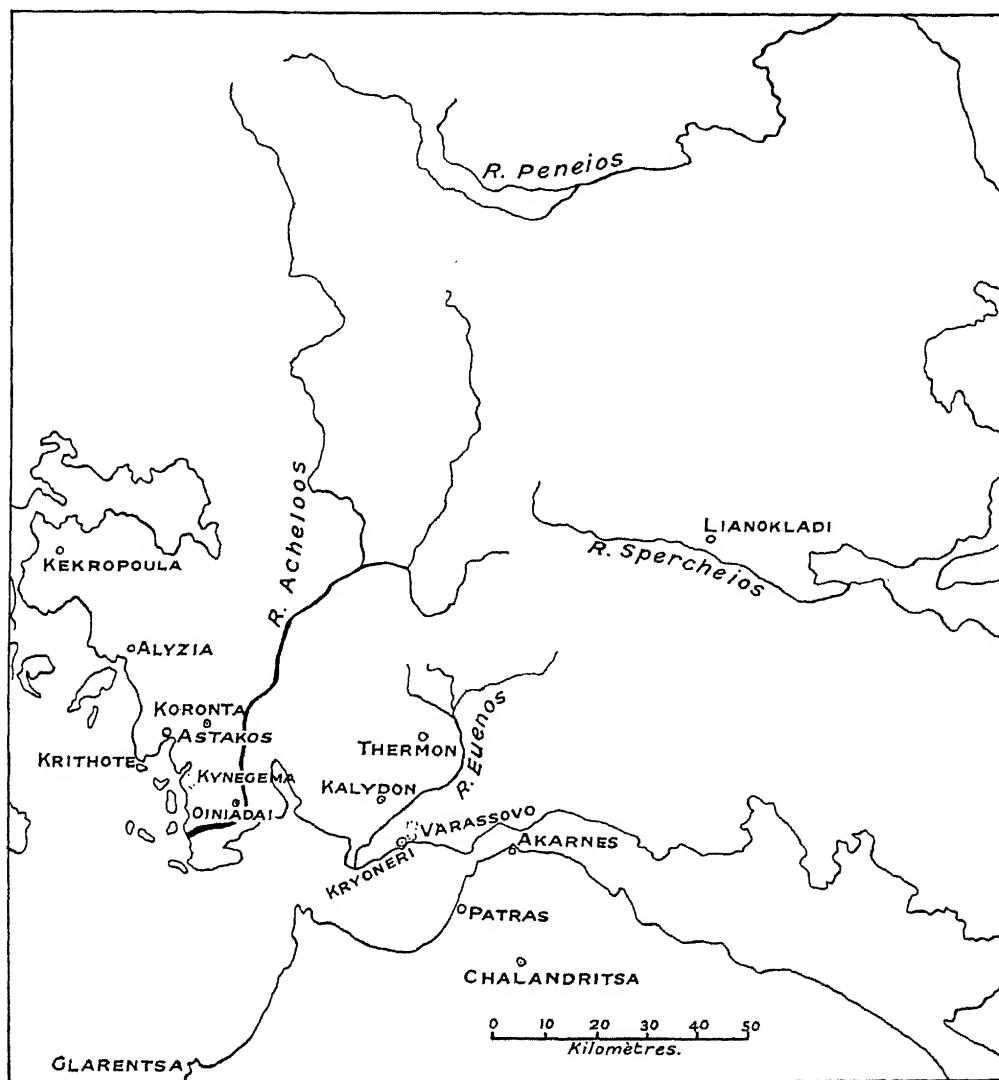 R. Peneios
R. Acheloos
LIANOKLADI
R. Spercheios
KEKROPOULA
ALYZIA
KORONTA
ASTAKOS
KRITHOTE
KYNEGEMA
OINIADAI
THERMON
R. Euenos
KALYDON
VARASSOVO
KRYONERI
AKARNES
PATRAS
CHALANDRITSA
0 10 20 30 40 50
Kilomètres.
GLARENTSA